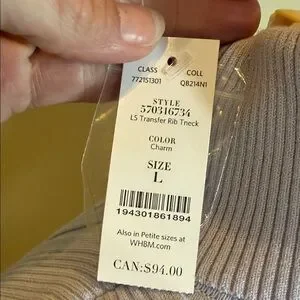 CLASS COLL
772151301 QB214N1
STYLE
570316734
LS Transfer Rib Tneck
COLOR
Charm
SIZE
L
194301861894
Also in Petite sizes at
WHBM.com
CAN:$94.00